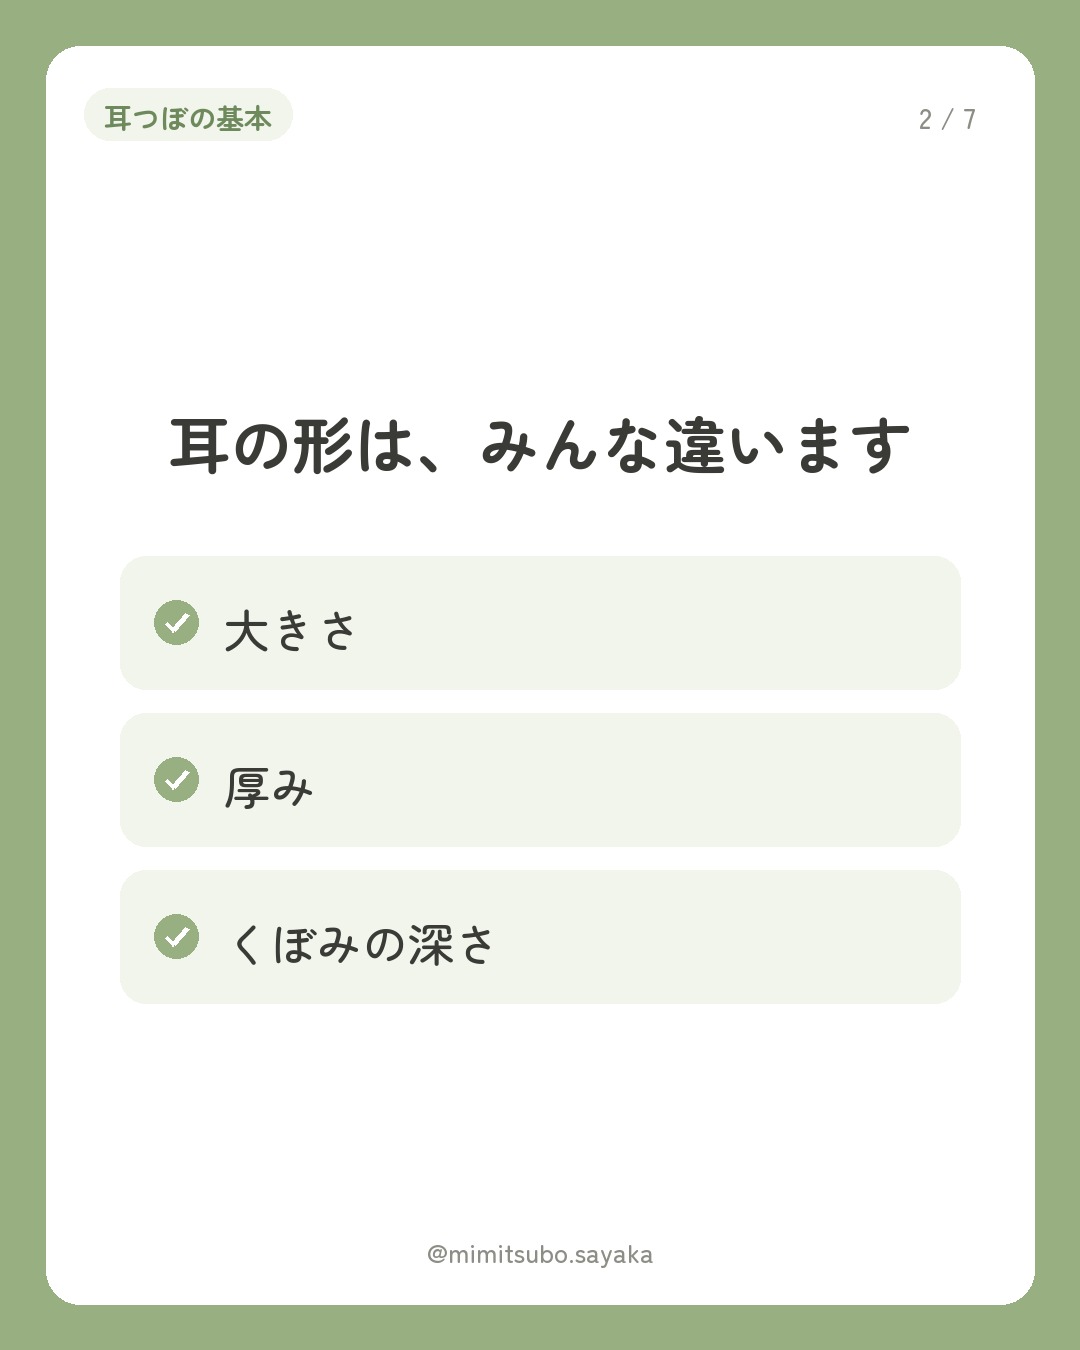 耳つぼの基本
2 / 7
耳の形は、みんな違います
大きさ
厚み
くぼみの深さ
@mimitsubo.sayaka